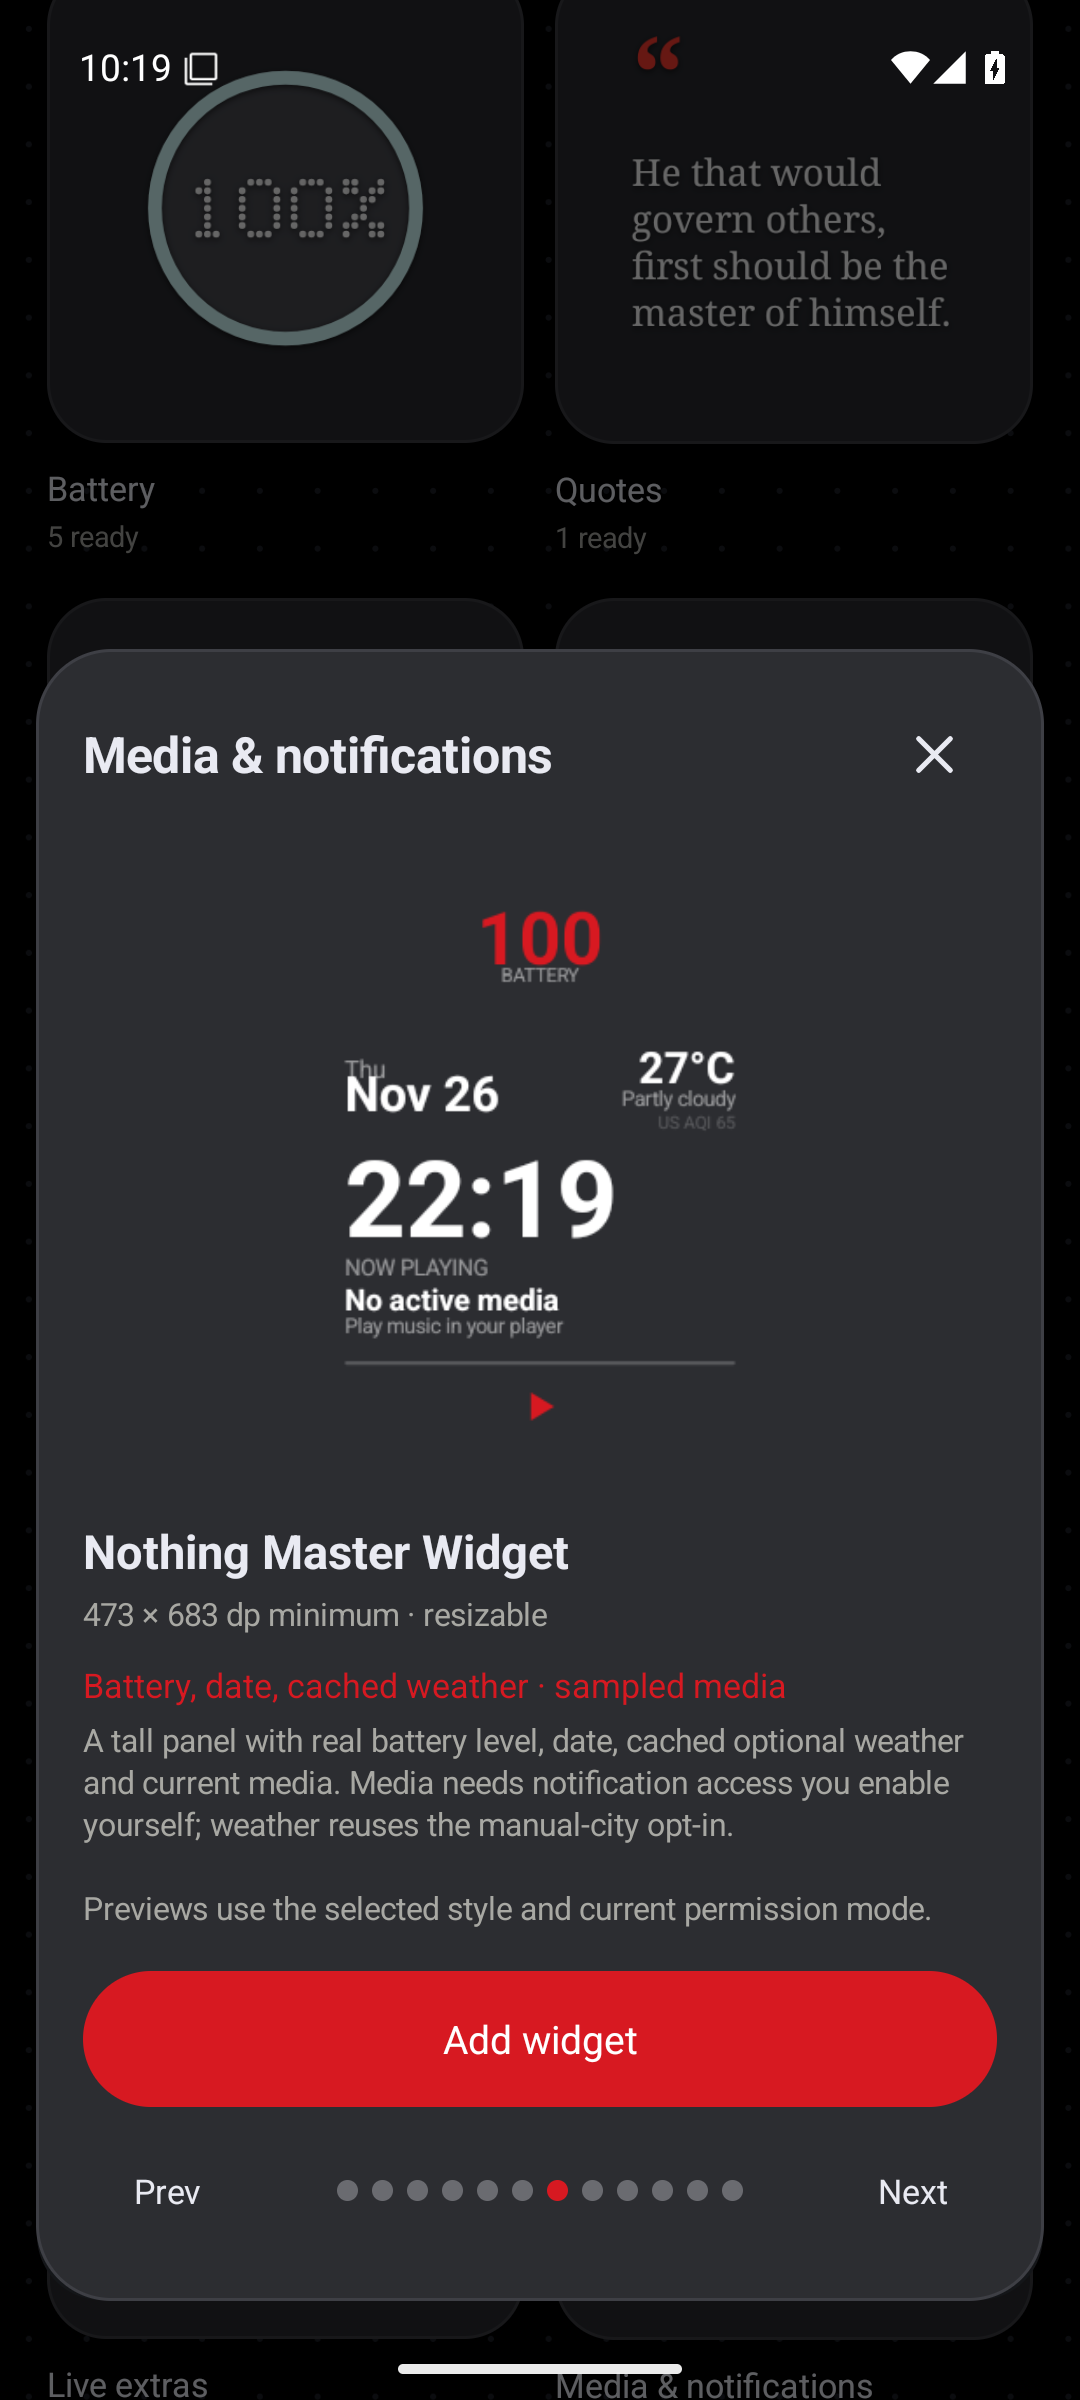 10:19
100%
“
He that would
govern others,
first should be the
master of himself.
Battery
5 ready
Quotes
1 ready
Media & notifications
100
BATTERY
Thu
Nov 26
27°C
Partly cloudy
US AQI 65
22:19
NOW PLAYING
No active media
Play music in your player
Nothing Master Widget
473 × 683 dp minimum · resizable
Battery, date, cached weather · sampled media
A tall panel with real battery level, date, cached optional weather
and current media. Media needs notification access you enable
yourself; weather reuses the manual-city opt-in.
Previews use the selected style and current permission mode.
Add widget
Prev
Next
Live extras
Media & notifications